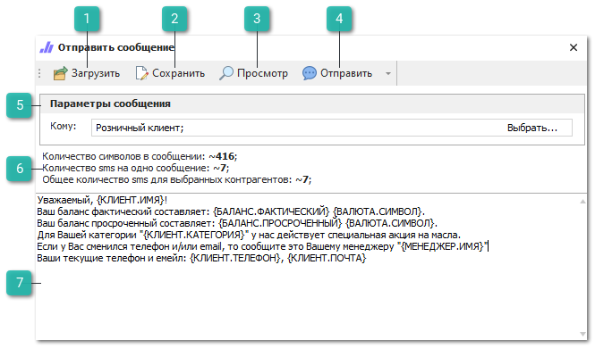 1
2
3
4
Отправить сообщение
Загрузить
Сохранить
Просмотр
Отправить
5
Параметры сообщения
Кому:
Розничный клиент;
Выбрать...
6
Количество символов в сообщении: ~416;
Количество sms на одно сообщение: ~7;
Общее количество sms для выбранных контрагентов: ~7;
Уважаемый, {КЛИЕНТ.ИМЯ}!
Ваш баланс фактический составляет: {БАЛАНС.ФАКТИЧЕСКИЙ} {ВАЛЮТА.СИМВОЛ}.
Ваш баланс просроченный составляет: {БАЛАНС.ПРОСРОЧЕННЫЙ} {ВАЛЮТА.СИМВОЛ}.
Для Вашей категории "{КЛИЕНТ.КАТЕГОРИЯ}" у нас действует специальная акция на масла.
Если у Вас сменился телефон и/или email, то сообщите это Вашему менеджеру "{МЕНЕДЖЕР.ИМЯ}"
Ваши текущие телефон и емейл: {КЛИЕНТ.ТЕЛЕФОН}, {КЛИЕНТ.ПОЧТА}
7